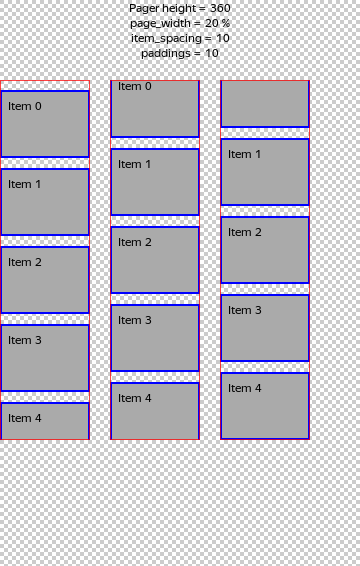 Pager height = 360
page_width = 20 %
item_spacing = 10
paddings = 10
Item 0
Item 1
Item 2
Item 3
Item 4
Item 0
Item 1
Item 2
Item 3
Item 4
Item 1
Item 2
Item 3
Item 4